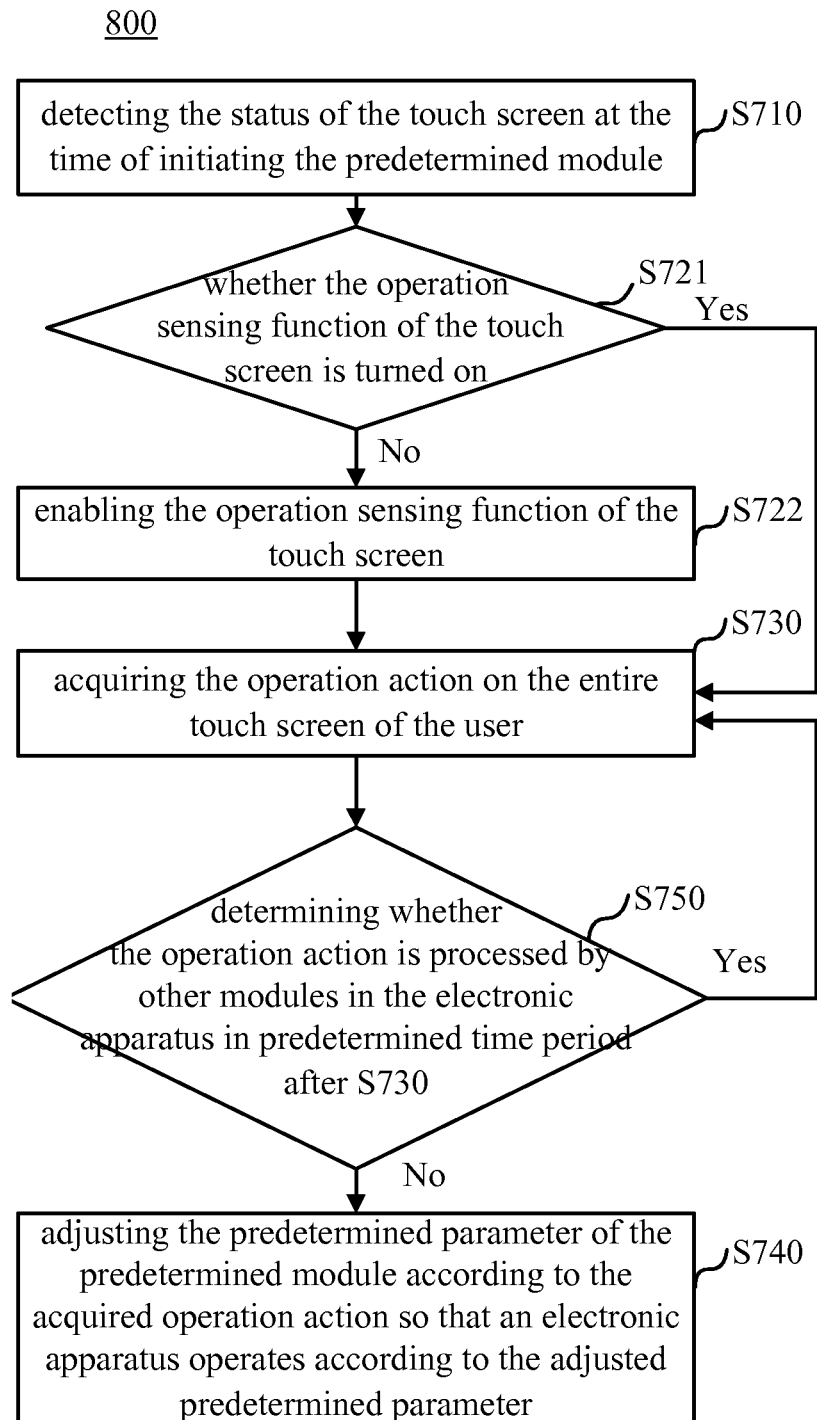 800
detecting the status of the touch screen at the
time of initiating the predetermined module
S710
whether the operation
sensing function of the touch
screen is turned on
S721
Yes
No
enabling the operation sensing function of the
touch screen
S722
acquiring the operation action on the entire
touch screen of the user
S730
determining whether
the operation action is processed by
other modules in the electronic
apparatus in predetermined time period
after S730
S750
Yes
No
adjusting the predetermined parameter of the
predetermined module according to the
acquired operation action so that an electronic
apparatus operates according to the adjusted
predetermined parameter
S740